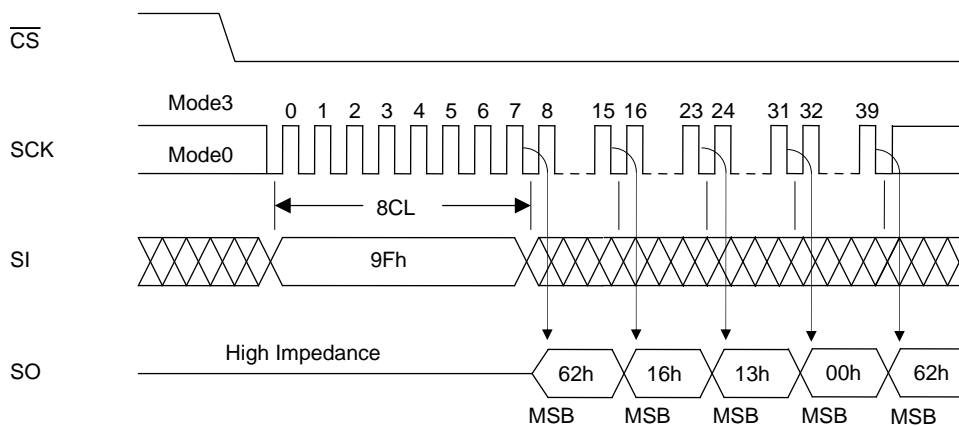 CS
Mode3
0 1 2 3 4 5 6 7 8 15 16 23 24 31 32 39
SCK
Mode0
8CL
SI
9Fh
High Impedance
SO
62h 16h 13h 00h 62h
MSB MSB MSB MSB MSB